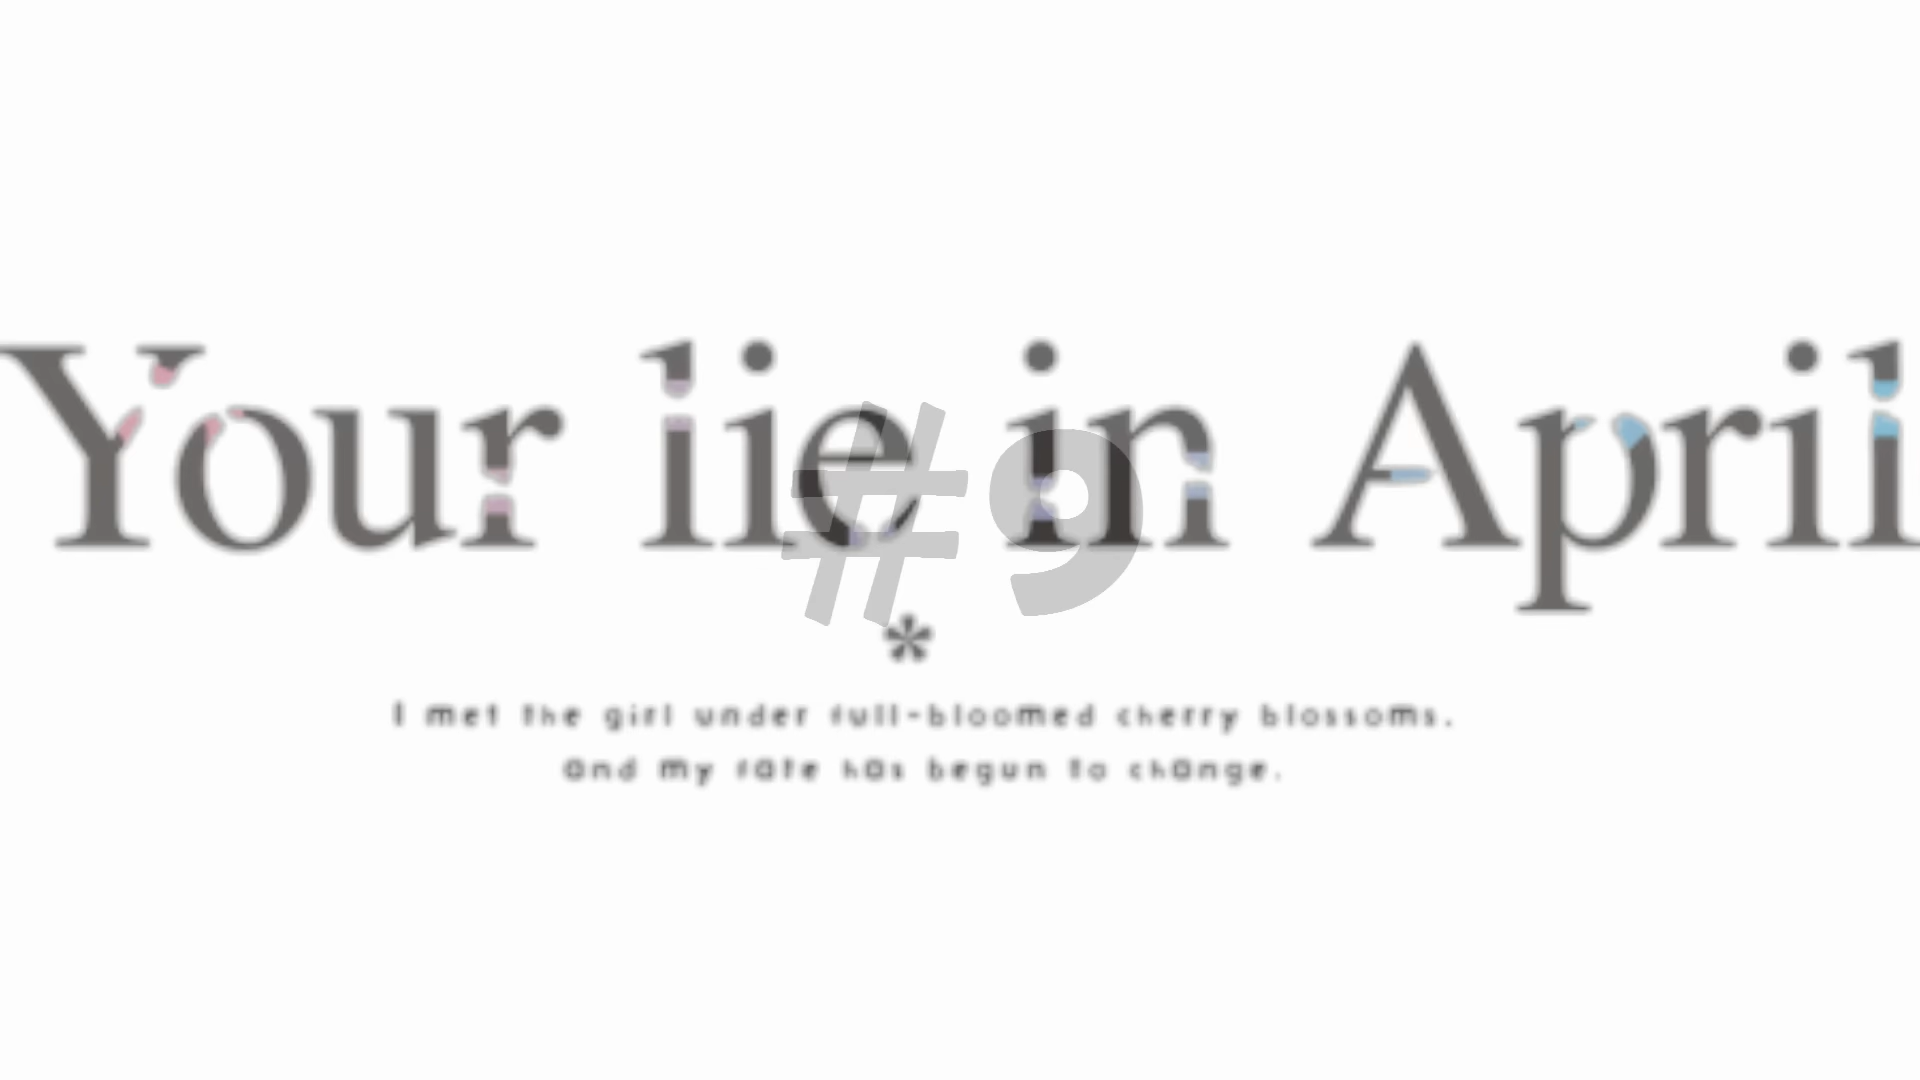 Your lie in April
#9
*
I met the girl under full-bloomed cherry blossoms.
and my fate has begun to change.